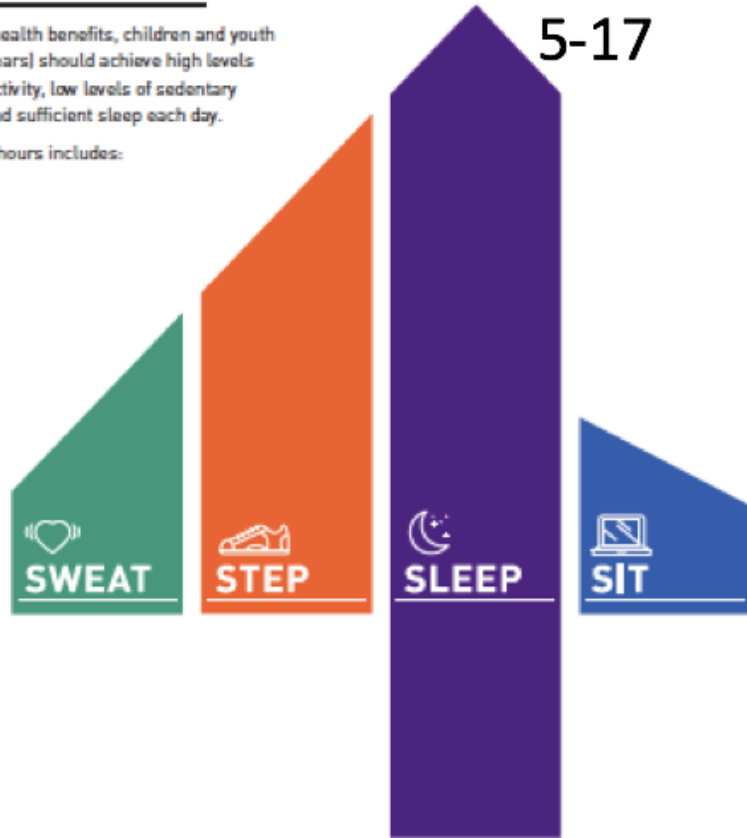 ealth benefits, children and youth
ears) should achieve high levels
tivity, low levels of sedentary
d sufficient sleep each day.
hours includes:
5-17
SWEAT
STEP
SLEEP
SIT